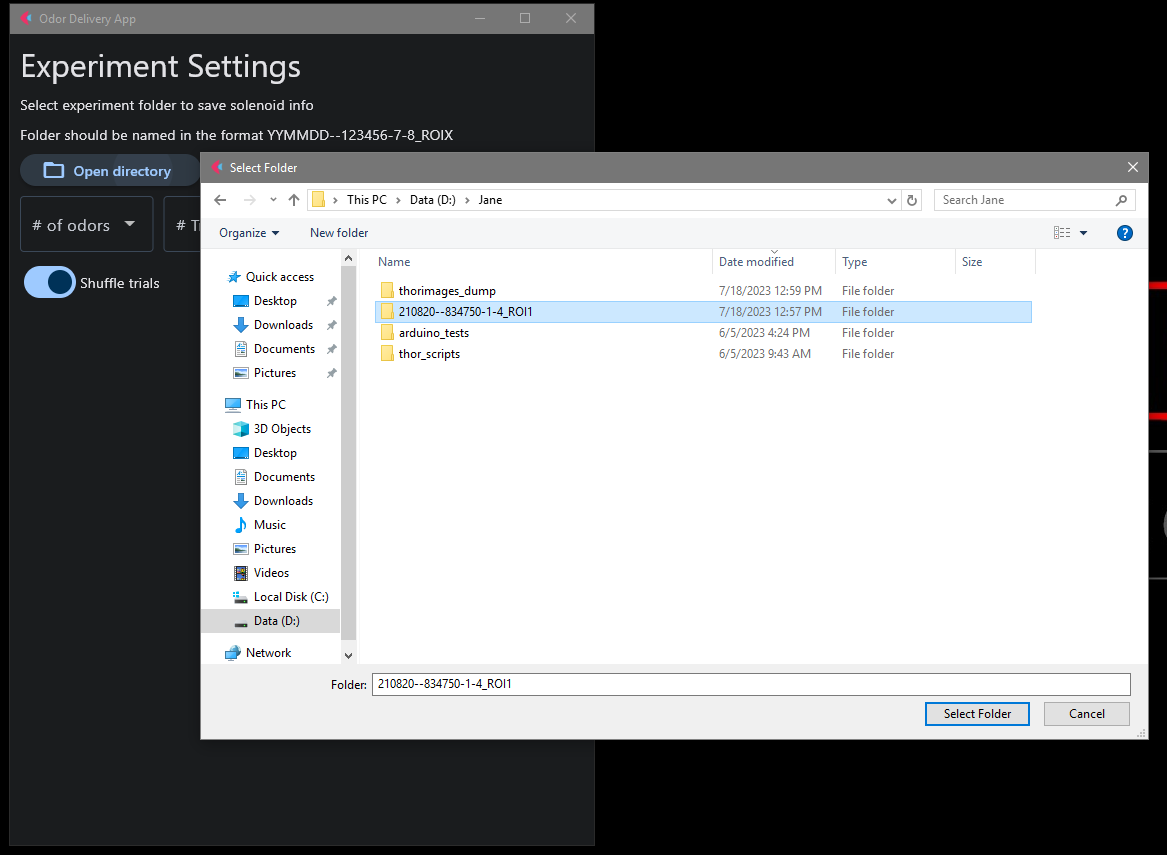 Odor Delivery App
Experiment Settings
Select experiment folder to save solenoid info
Folder should be named in the format YYMMDD--123456-7-8_ROIX
Open directory
# of odors
Shuffle trials
Select Folder
This PC > Data (D:) > Jane
Search Jane
Organize
New folder
Quick access
Desktop
Downloads
Documents
Pictures
This PC
3D Objects
Desktop
Documents
Downloads
Music
Pictures
Videos
Local Disk (C:)
Data (D:)
Network
Name Date modified Type Size
thorimages_dump 7/18/2023 12:59 PM File folder
210820--834750-1-4_ROI1 7/18/2023 12:57 PM File folder
arduino_tests 6/5/2023 4:24 PM File folder
thor_scripts 6/5/2023 9:43 AM File folder
Folder: 210820--834750-1-4_ROI1
Select Folder Cancel